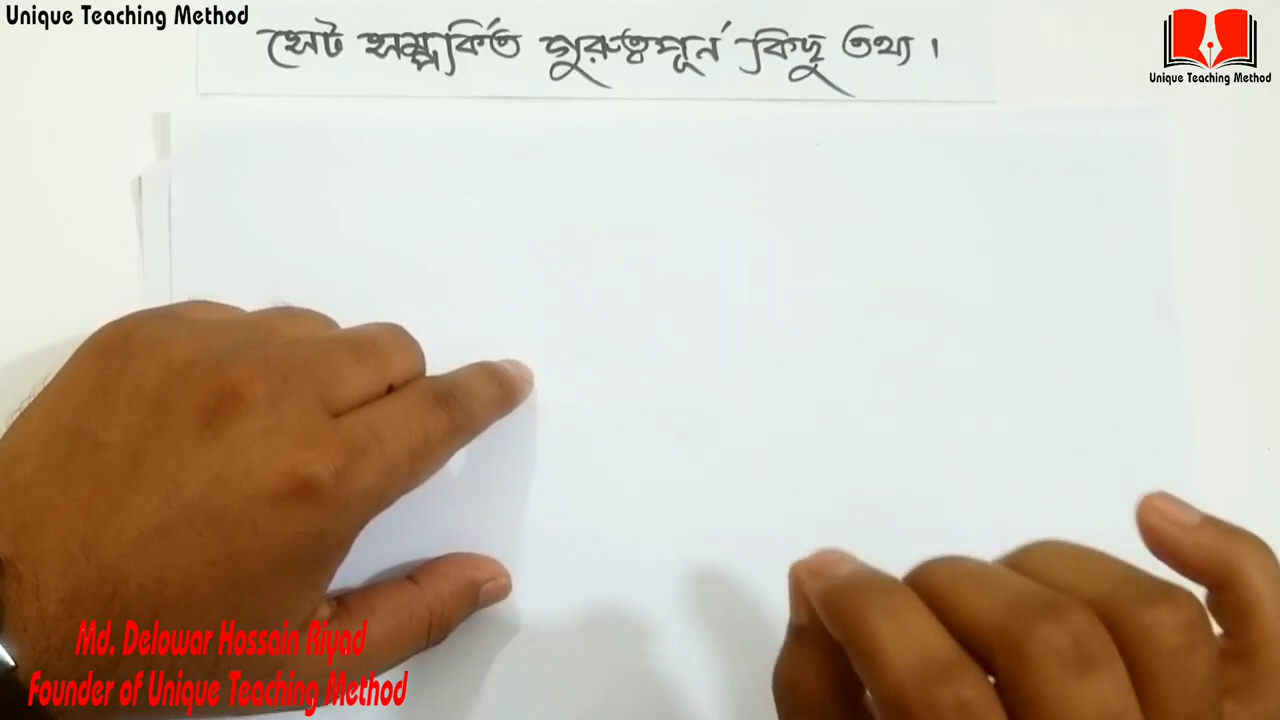 Unique Teaching Method
সেট সম্পর্কিত গুরুত্বপূর্ন কিছু তথ্য।
Unique Teaching Method
Md. Delowar Hossain Riyad
Founder of Unique Teaching Method